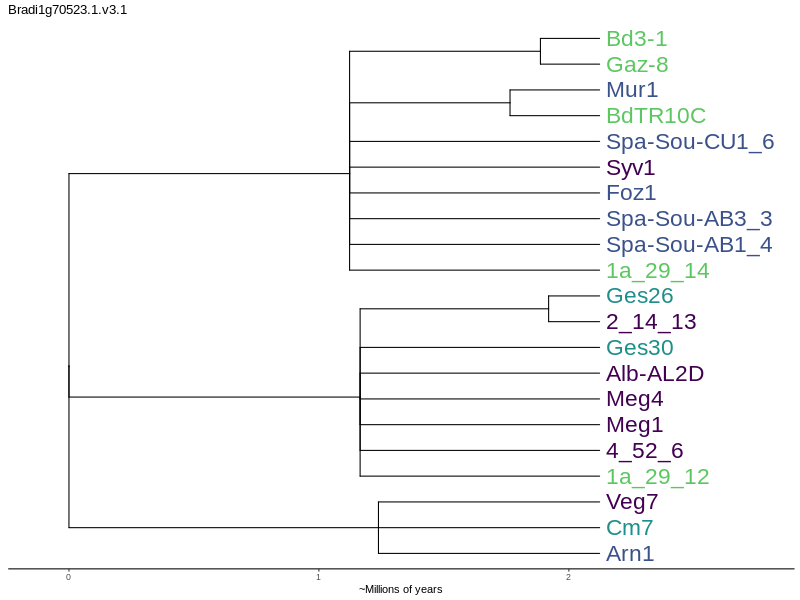 Bradi1g70523.1.v3.1
Bd3-1
Gaz-8
Mur1
BdTR10C
Spa-Sou-CU1_6
Syv1
Foz1
Spa-Sou-AB3_3
Spa-Sou-AB1_4
1a_29_14
Ges26
2_14_13
Ges30
Alb-AL2D
Meg4
Meg1
4_52_6
1a_29_12
Veg7
Cm7
Arn1
0 1 2
~Millions of years